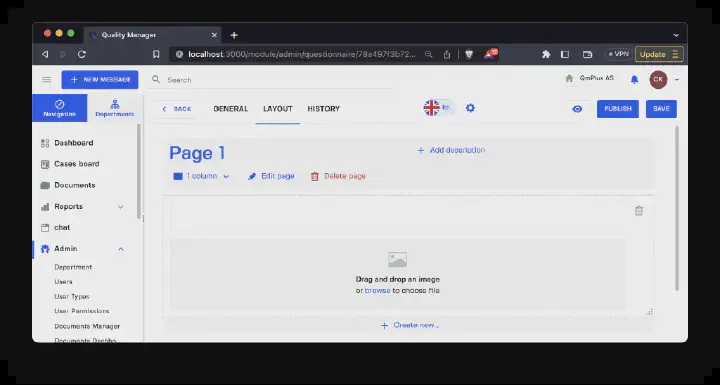 Quality Manager
localhost:3000/module/admin/questionnaire/78a497f3b72...
VPN
Update
NEW MESSAGE
Search
QmPlus AS
CK
Navigation
Departments
BACK
GENERAL
LAYOUT
HISTORY
PUBLISH
SAVE
Dashboard
Cases board
Documents
Reports
chat
Admin
Department
Users
User Types
User Permissions
Documents Manager
Documents Dashbo...
Page 1
Add description
1 column
Edit page
Delete page
Drag and drop an image
or browse to choose file
Create new...